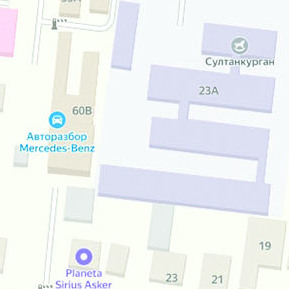 Султанкурган
23А
60В
Авторазбор
Mercedes-Benz
19
Planeta
Sirius Asker
23
21